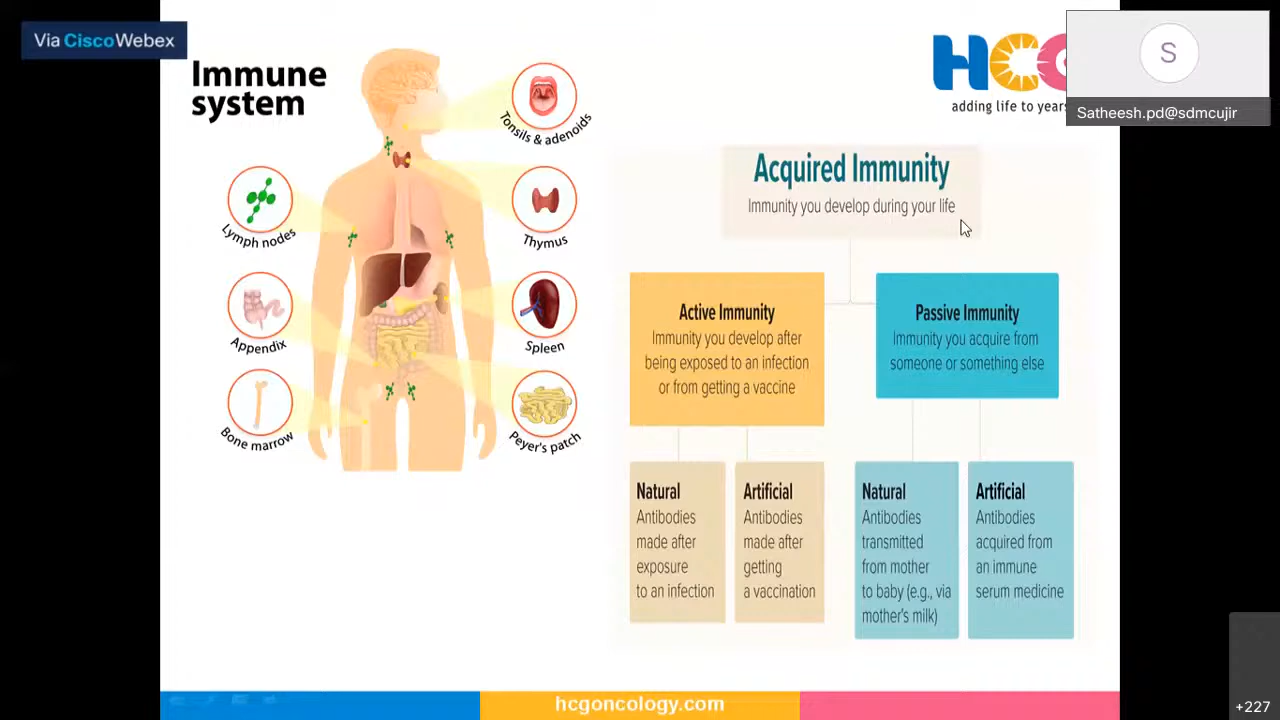 Via CiscoWebex
Immune
system
Tonsils & adenoids
Lymph nodes
Thymus
Appendix
Spleen
Bone marrow
Peyer's patch
HCG
adding life to years
S
Satheesh.pd@sdmcujir
Acquired Immunity
Immunity you develop during your life
Active Immunity
Immunity you develop after
being exposed to an infection
or from getting a vaccine
Passive Immunity
Immunity you acquire from
someone or something else
Natural
Antibodies
made after
exposure
to an infection
Artificial
Antibodies
made after
getting
a vaccination
Natural
Antibodies
transmitted
from mother
to baby (e.g., via
mother's milk)
Artificial
Antibodies
acquired from
an immune
serum medicine
hcgoncology.com
+227